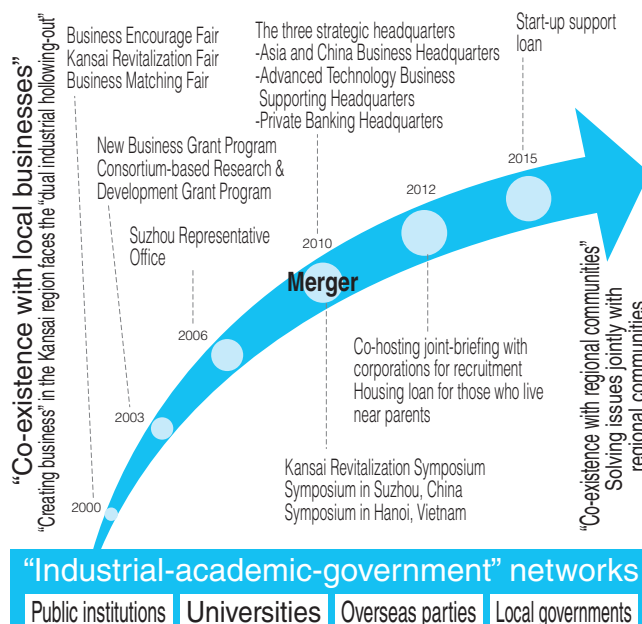 “Co-existence with local businesses”
“Creating business” in the Kansai region faces the “dual industrial hollowing-out”
Business Encourage Fair
Kansai Revitalization Fair
Business Matching Fair
2000
New Business Grant Program
Consortium-based Research &
Development Grant Program
2003
Suzhou Representative
Office
2006
The three strategic headquarters
-Asia and China Business Headquarters
-Advanced Technology Business
Supporting Headquarters
-Private Banking Headquarters
2010
Merger
Kansai Revitalization Symposium
Symposium in Suzhou, China
Symposium in Hanoi, Vietnam
2012
Co-hosting joint-briefing with
corporations for recruitment
Housing loan for those who live
near parents
Start-up support
loan
2015
“Co-existence with regional communities”
Solving issues jointly with
regional communities
“Industrial-academic-government” networks
Public institutions
Universities
Overseas parties
Local governments